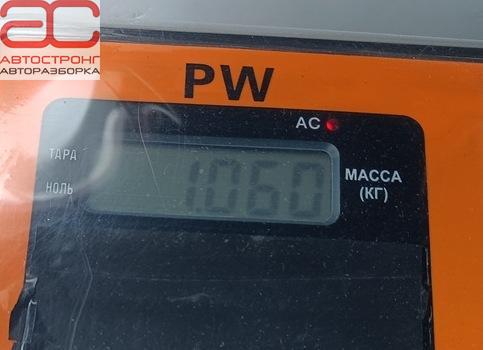 АС
АВТОСТРОНГ
АВТОРАЗБОРКА
PW
AC
ТАРА
НОЛЬ
1.060
МАССА
(КГ)